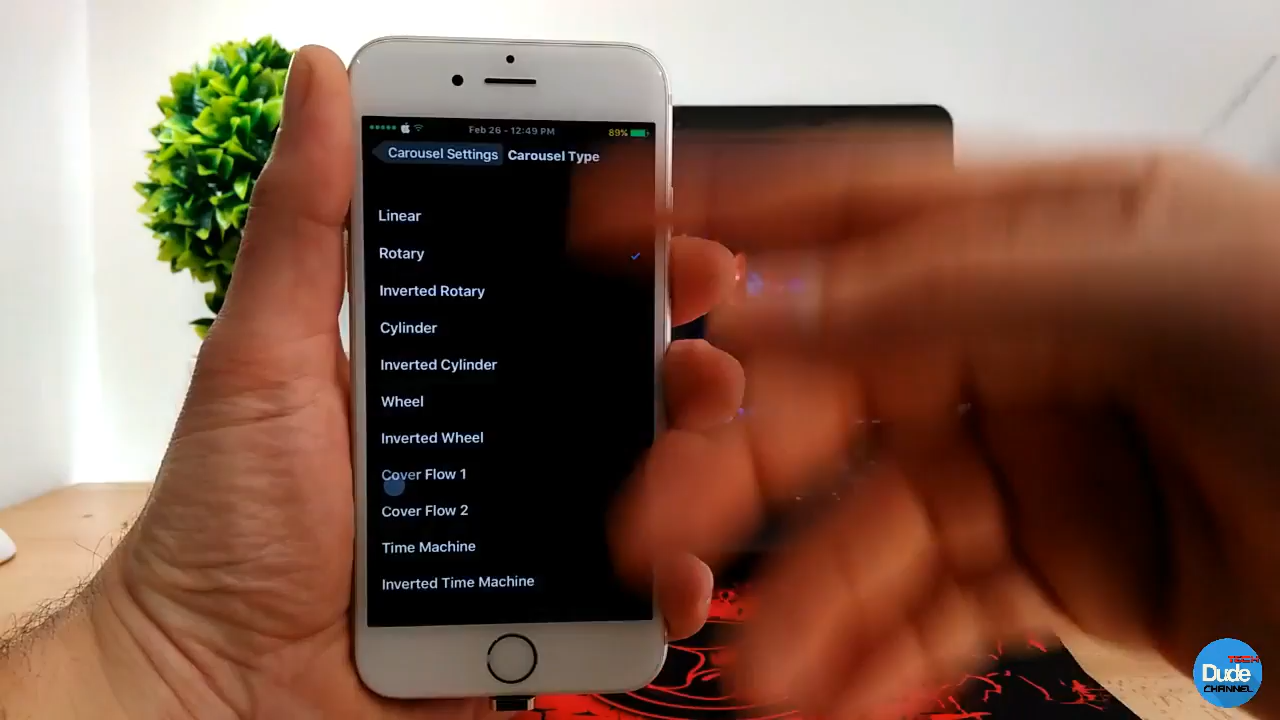 Feb 26 - 12:49 PM
89%
Carousel Settings
Carousel Type
Linear
Rotary
Inverted Rotary
Cylinder
Inverted Cylinder
Wheel
Inverted Wheel
Cover Flow 1
Cover Flow 2
Time Machine
Inverted Time Machine
TECH
Dude
CHANNEL